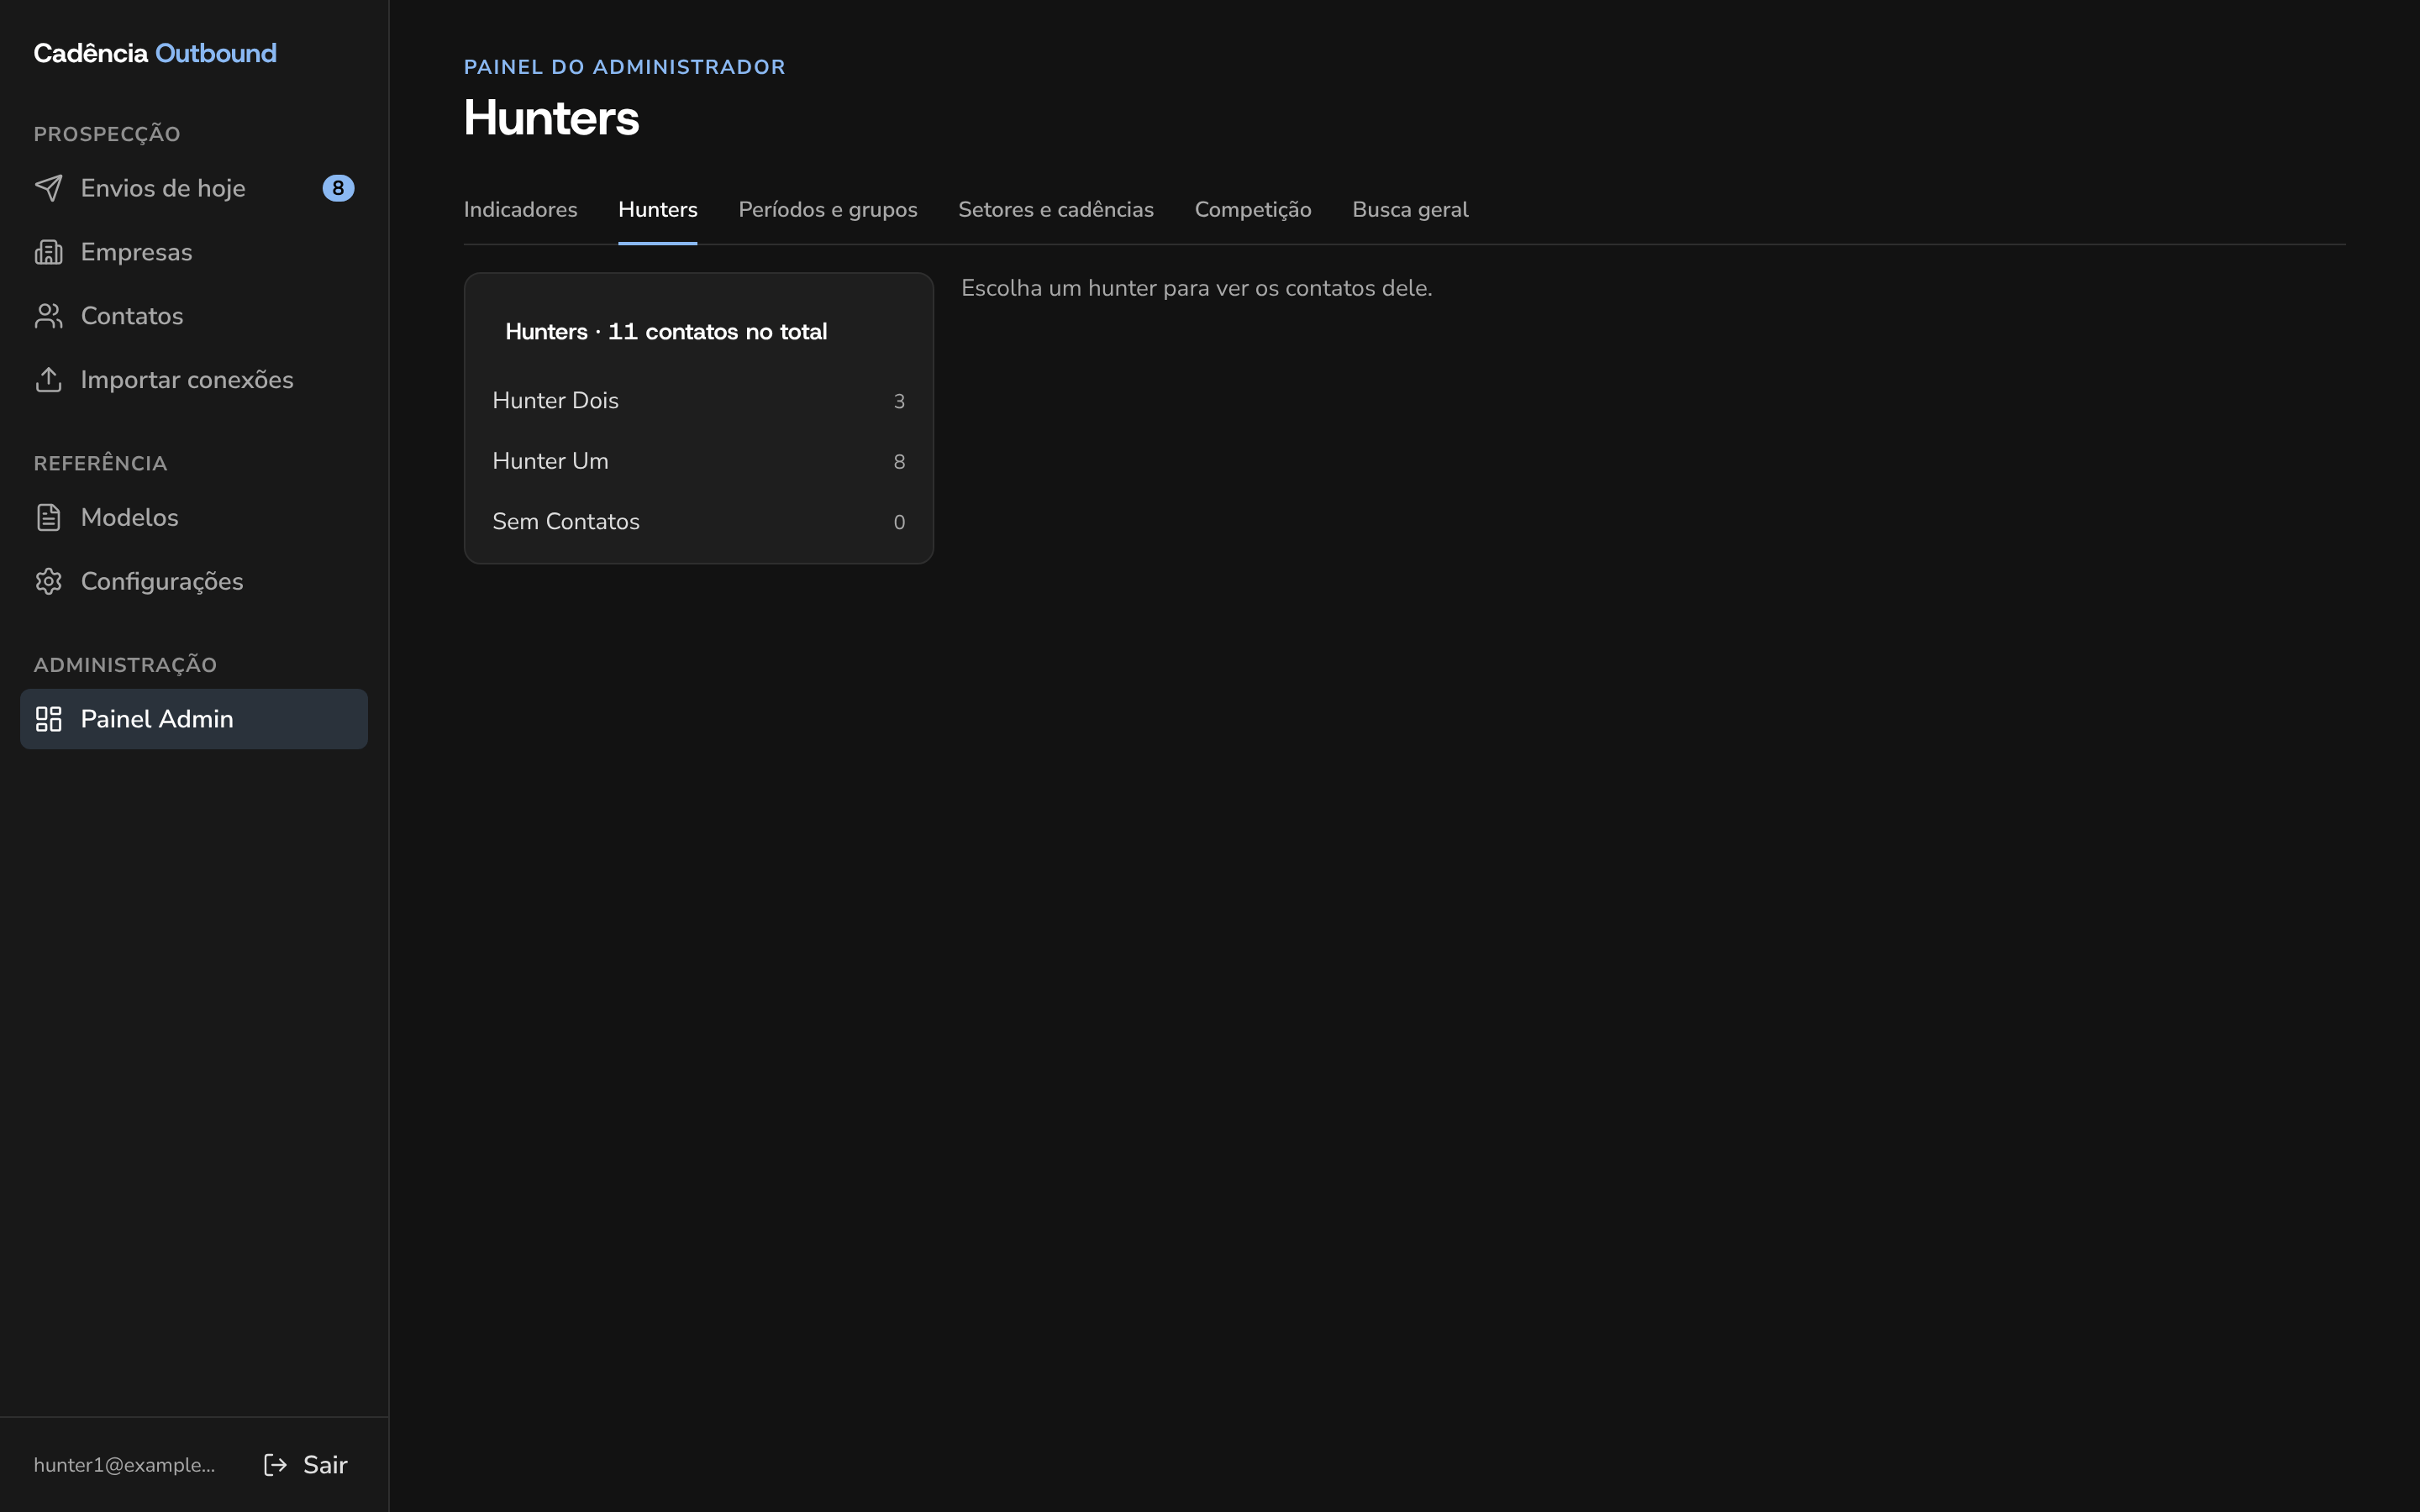 Cadência Outbound
PROSPECÇÃO
Envios de hoje 8
Empresas
Contatos
Importar conexões
REFERÊNCIA
Modelos
Configurações
ADMINISTRAÇÃO
Painel Admin
hunter1@example... Sair
PAINEL DO ADMINISTRADOR
Hunters
Indicadores Hunters Períodos e grupos Setores e cadências Competição Busca geral
Hunters · 11 contatos no total
Hunter Dois 3
Hunter Um 8
Sem Contatos 0
Escolha um hunter para ver os contatos dele.